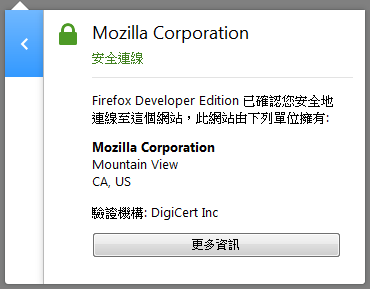 Mozilla Corporation
安全連線
Firefox Developer Edition 已確認您安全地
連線至這個網站，此網站由下列單位擁有:
Mozilla Corporation
Mountain View
CA, US
驗證機構: DigiCert Inc
更多資訊